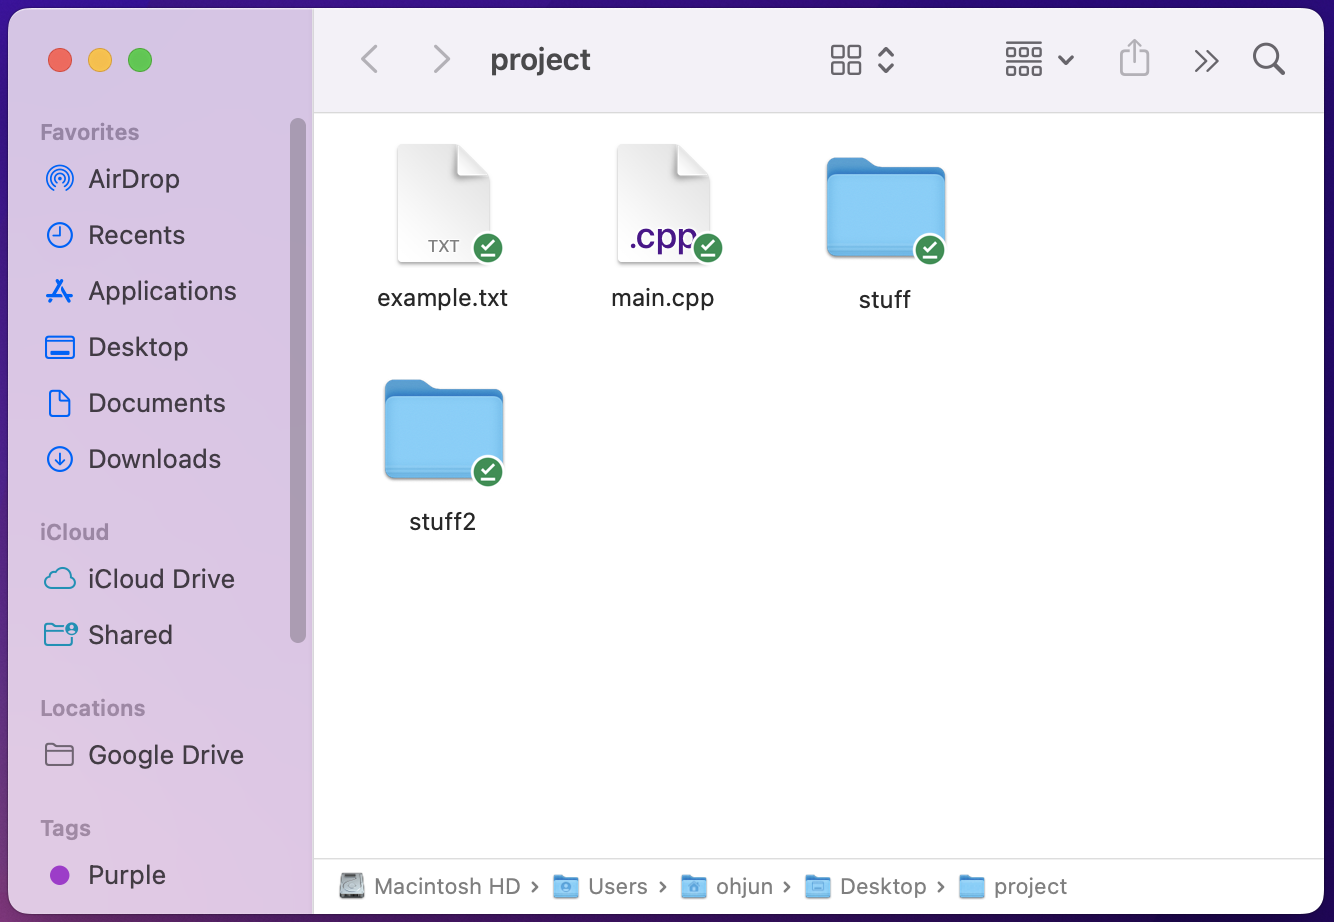 project
Favorites
AirDrop
Recents
Applications
Desktop
Documents
Downloads
iCloud
iCloud Drive
Shared
Locations
Google Drive
Tags
Purple
TXT
example.txt
.cpp
main.cpp
stuff
stuff2
Macintosh HD › Users › ohjun › Desktop › project